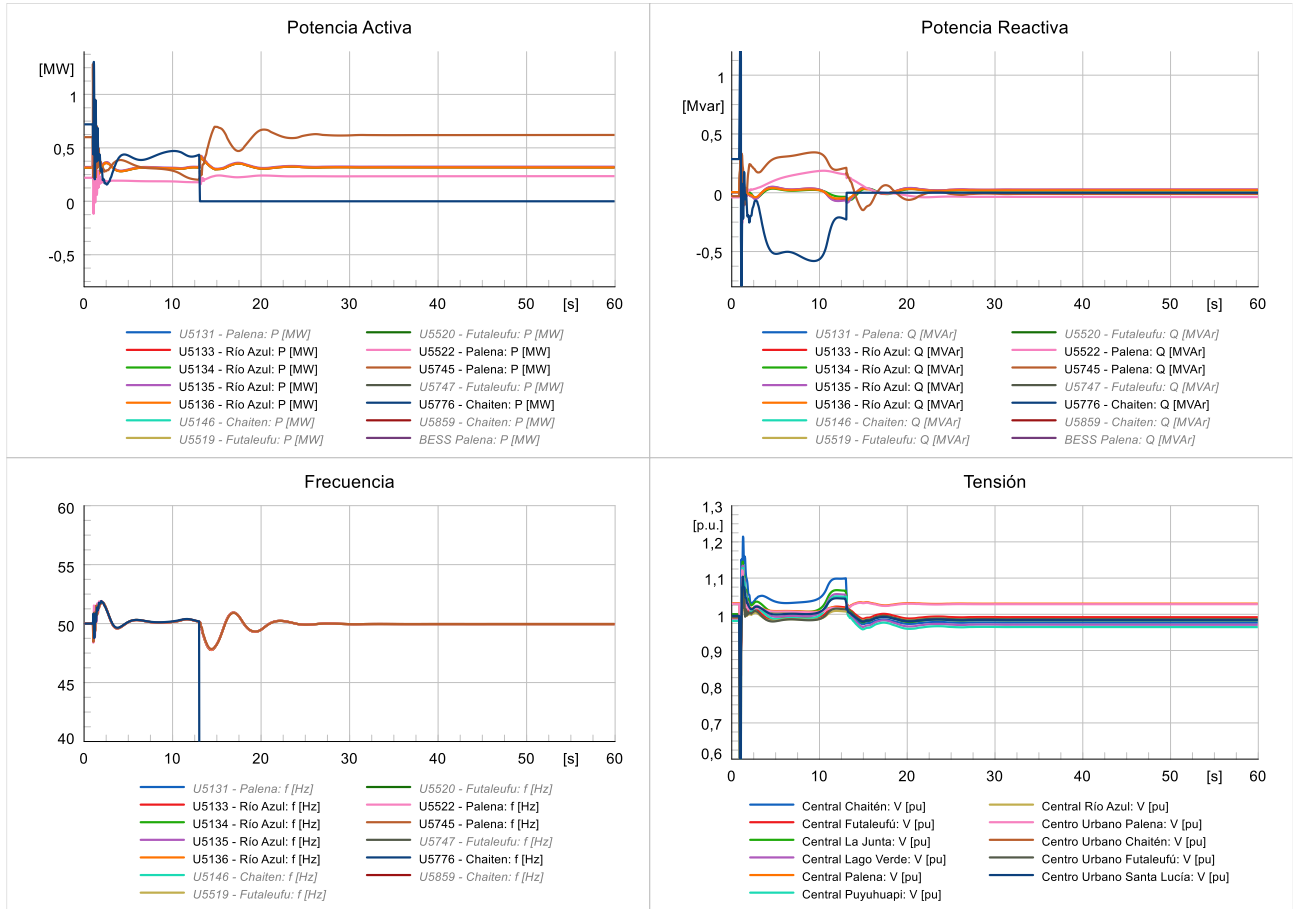 Potencia Activa
[MW]
1
0,5
0
-0,5
0 10 20 30 40 [s] 60
U5131 - Palena: P [MW] U5520 - Futaleufu: P [MW]
U5133 - Río Azul: P [MW] U5522 - Palena: P [MW]
U5134 - Río Azul: P [MW] U5745 - Palena: P [MW]
U5135 - Río Azul: P [MW] U5747 - Futaleufu: P [MW]
U5136 - Río Azul: P [MW] U5776 - Chaiten: P [MW]
U5146 - Chaiten: P [MW] U5859 - Chaiten: P [MW]
U5519 - Futaleufu: P [MW] BESS Palena: P [MW]
Potencia Reactiva
1
[Mvar]
0,5
0
-0,5
0 10 20 30 40 [s] 60
U5131 - Palena: Q [MVAr] U5520 - Futaleufu: Q [MVAr]
U5133 - Río Azul: Q [MVAr] U5522 - Palena: Q [MVAr]
U5134 - Río Azul: Q [MVAr] U5745 - Palena: Q [MVAr]
U5135 - Río Azul: Q [MVAr] U5747 - Futaleufu: Q [MVAr]
U5136 - Río Azul: Q [MVAr] U5776 - Chaiten: Q [MVAr]
U5146 - Chaiten: Q [MVAr] U5859 - Chaiten: Q [MVAr]
U5519 - Futaleufu: Q [MVAr] BESS Palena: Q [MVAr]
Frecuencia
60
55
50
45
40
0 10 20 30 40 [s] 60
U5131 - Palena: f [Hz] U5520 - Futaleufu: f [Hz]
U5133 - Río Azul: f [Hz] U5522 - Palena: f [Hz]
U5134 - Río Azul: f [Hz] U5745 - Palena: f [Hz]
U5135 - Río Azul: f [Hz] U5747 - Futaleufu: f [Hz]
U5136 - Río Azul: f [Hz] U5776 - Chaiten: f [Hz]
U5146 - Chaiten: f [Hz] U5859 - Chaiten: f [Hz]
U5519 - Futaleufu: f [Hz]
Tensión
1,3
[p.u.]
1,2
1,1
1
0,9
0,8
0,7
0,6
0 10 20 30 40 [s] 60
Central Chaitén: V [pu] Central Río Azul: V [pu]
Central Futaleufú: V [pu] Centro Urbano Palena: V [pu]
Central La Junta: V [pu] Centro Urbano Chaitén: V [pu]
Central Lago Verde: V [pu] Centro Urbano Futaleufú: V [pu]
Central Palena: V [pu] Centro Urbano Santa Lucía: V [pu]
Central Puyuhuapi: V [pu]